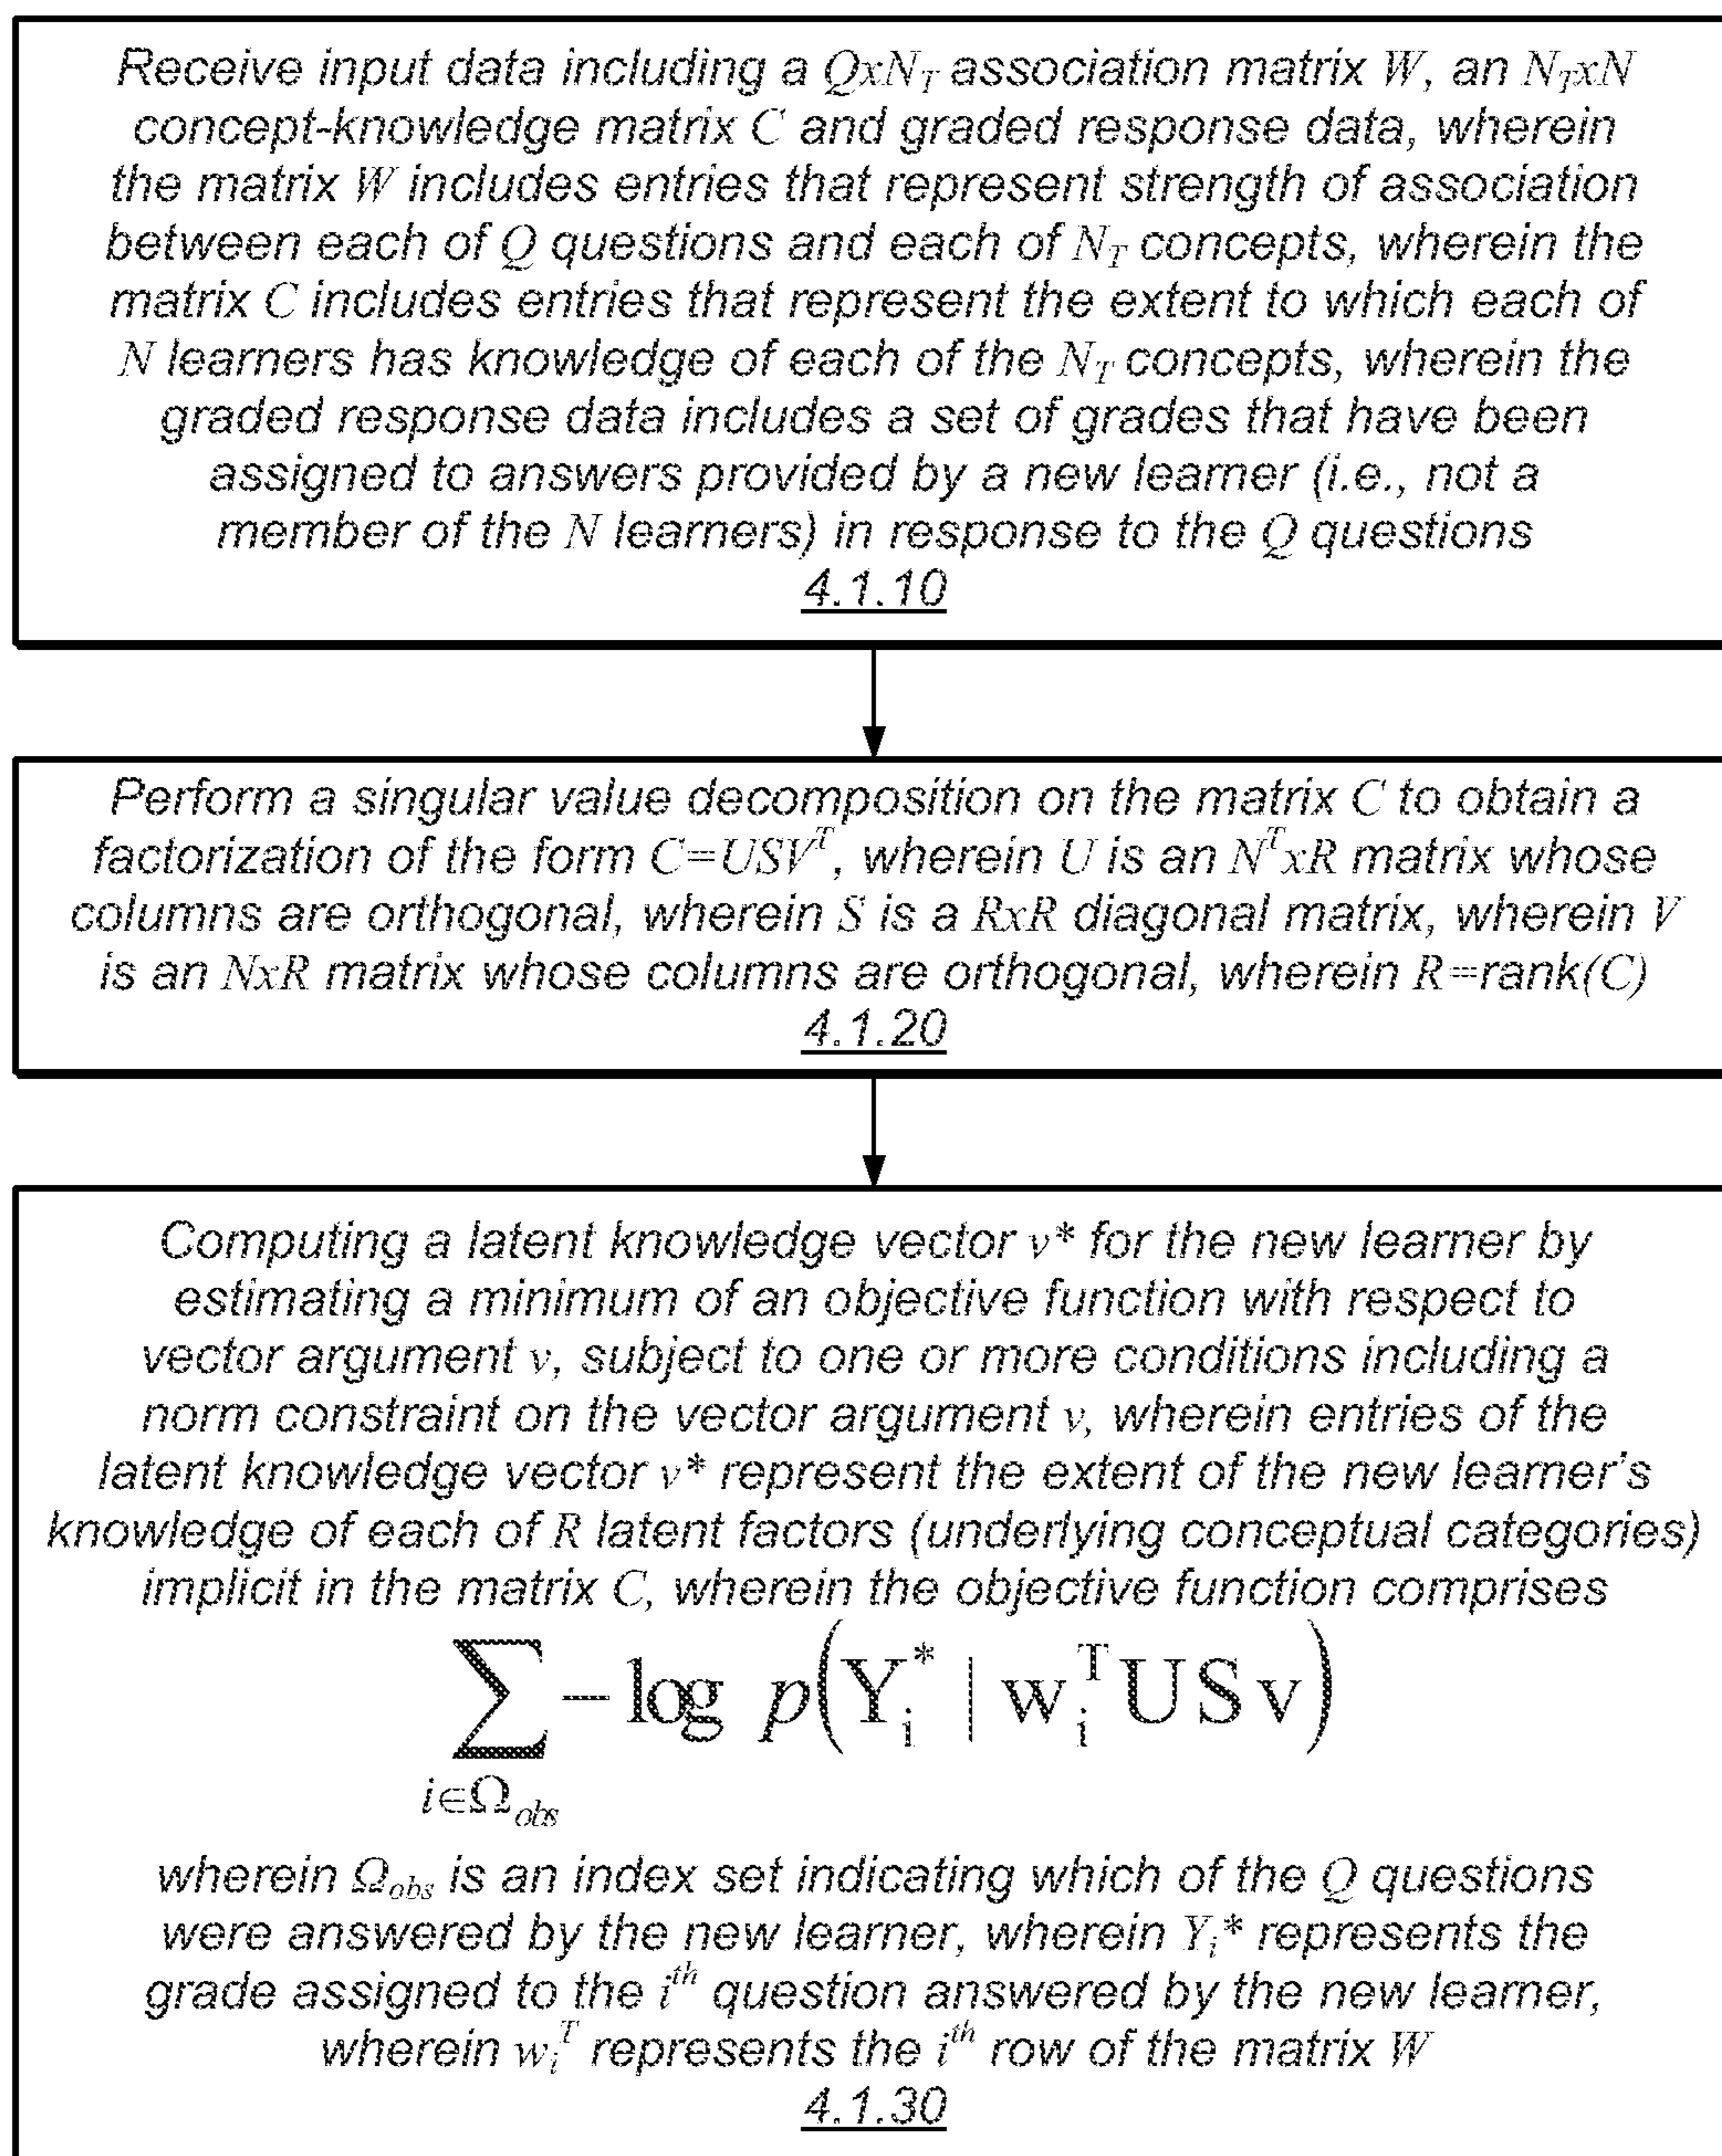 Receive input data including a QxN_T association matrix W, an N_TxN
concept-knowledge matrix C and graded response data, wherein
the matrix W includes entries that represent strength of association
between each of Q questions and each of N_T concepts, wherein the
matrix C includes entries that represent the extent to which each of
N learners has knowledge of each of the N_T concepts, wherein the
graded response data includes a set of grades that have been
assigned to answers provided by a new learner (i.e., not a
member of the N learners) in response to the Q questions
4.1.10
Perform a singular value decomposition on the matrix C to obtain a
factorization of the form C=USV^T, wherein U is an N^TxR matrix whose
columns are orthogonal, wherein S is a RxR diagonal matrix, wherein V
is an NxR matrix whose columns are orthogonal, wherein R=rank(C)
4.1.20
Computing a latent knowledge vector v* for the new learner by
estimating a minimum of an objective function with respect to
vector argument v, subject to one or more conditions including a
norm constraint on the vector argument v, wherein entries of the
latent knowledge vector v* represent the extent of the new learner's
knowledge of each of R latent factors (underlying conceptual categories)
implicit in the matrix C, wherein the objective function comprises
∑_{i∈Ω_obs} −log p(Y_i^* | w_i^T U S v)
wherein Ω_obs is an index set indicating which of the Q questions
were answered by the new learner, wherein Y_i* represents the
grade assigned to the i^th question answered by the new learner,
wherein w_i^T represents the i^th row of the matrix W
4.1.30